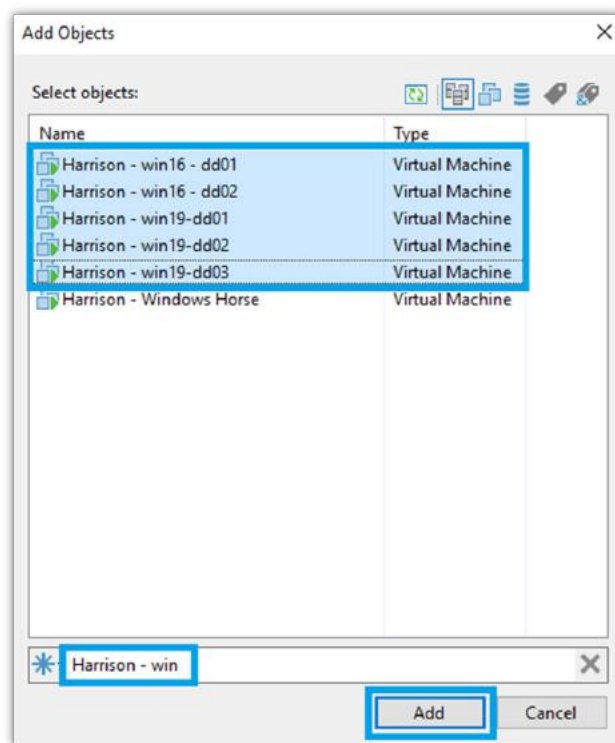 Add Objects
Select objects:
Name Type
Harrison - win16 - dd01 Virtual Machine
Harrison - win16 - dd02 Virtual Machine
Harrison - win19-dd01 Virtual Machine
Harrison - win19-dd02 Virtual Machine
Harrison - win19-dd03 Virtual Machine
Harrison - Windows Horse Virtual Machine
Harrison - win
Add Cancel